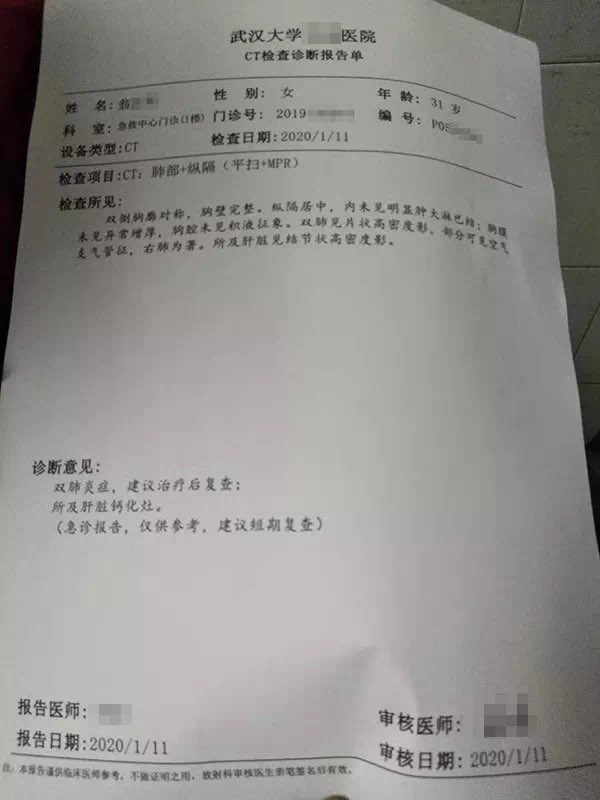 武汉大学 医院
CT检查诊断报告单
姓 名:翁 性 别: 女 年 龄: 31 岁
科 室:急救中心门诊(1楼) 门诊号: 2019 编 号: P05
设备类型:CT 检查日期:2020/1/11
检查项目:CT: 肺部+纵隔(平扫+MPR)
检查所见:
双侧胸廓对称,胸壁完整。纵隔居中,内未见明显肿大淋巴结;胸膜
未见异常增厚,胸腔未见积液征象。双肺见片状高密度影,部分可见空气
支气管征,右肺为著。所及肝脏见结节状高密度影。
诊断意见:
双肺炎症,建议治疗后复查;
所及肝脏钙化灶。
(急诊报告,仅供参考,建议短期复查)
报告医师: 审核医师:
报告日期:2020/1/11 审核日期: 2020/1/11
注: 本报告谨供临床医师参考,不做证明之用,放射科审核医生亲笔签名后有效。